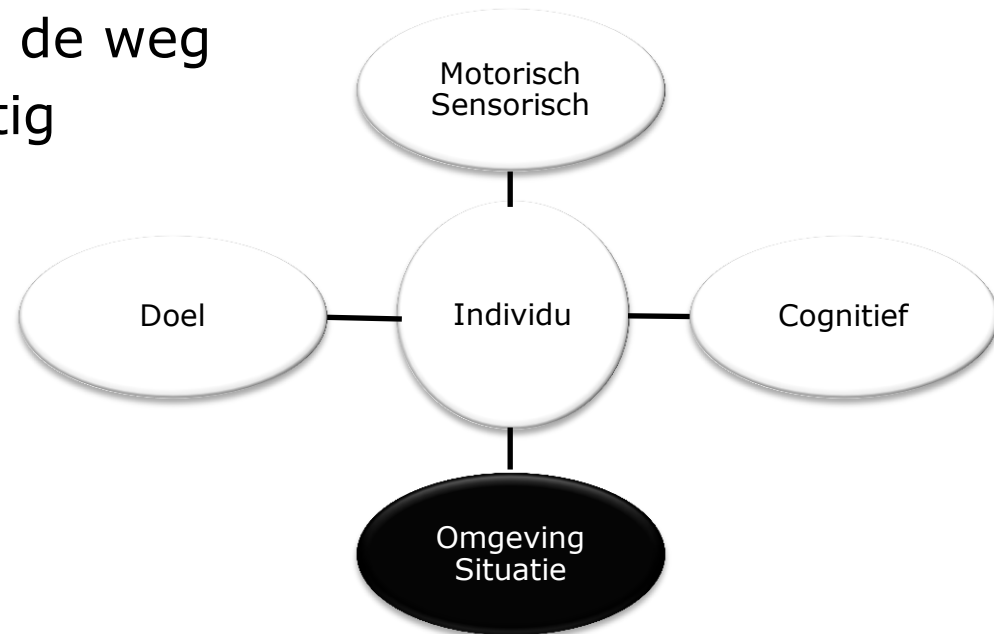 de weg
tig
Motorisch
Sensorisch
Doel
Individu
Cognitief
Omgeving
Situatie